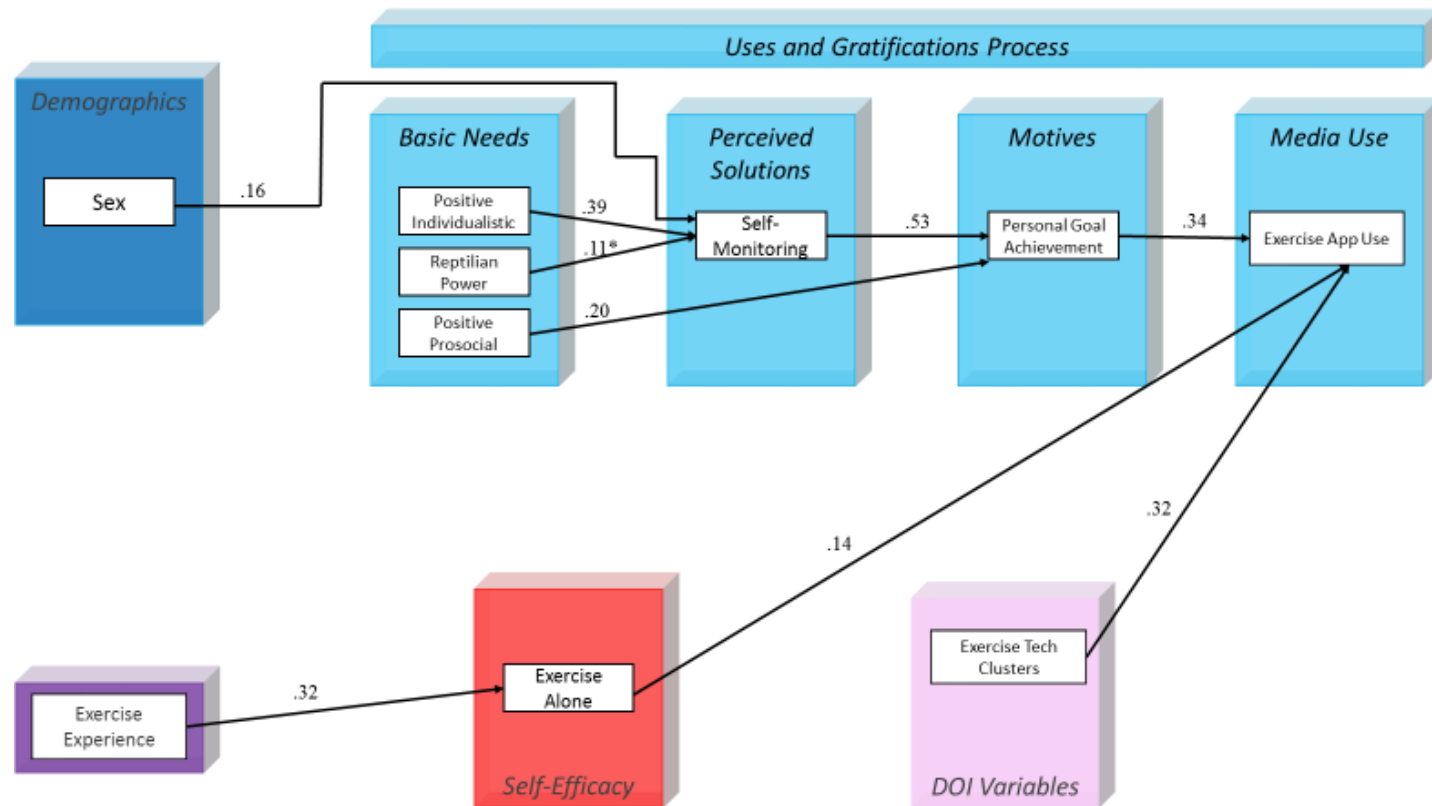 Uses and Gratifications Process
Demographics
Sex
.16
Basic Needs
Positive
Individualistic
Reptilian
Power
Positive
Prosocial
.39
.11*
.20
Perceived
Solutions
Self-
Monitoring
.53
Motives
Personal Goal
Achievement
.34
Media Use
Exercise App Use
.14
.32
Exercise
Experience
.32
Exercise
Alone
Self-Efficacy
Exercise Tech
Clusters
DOI Variables